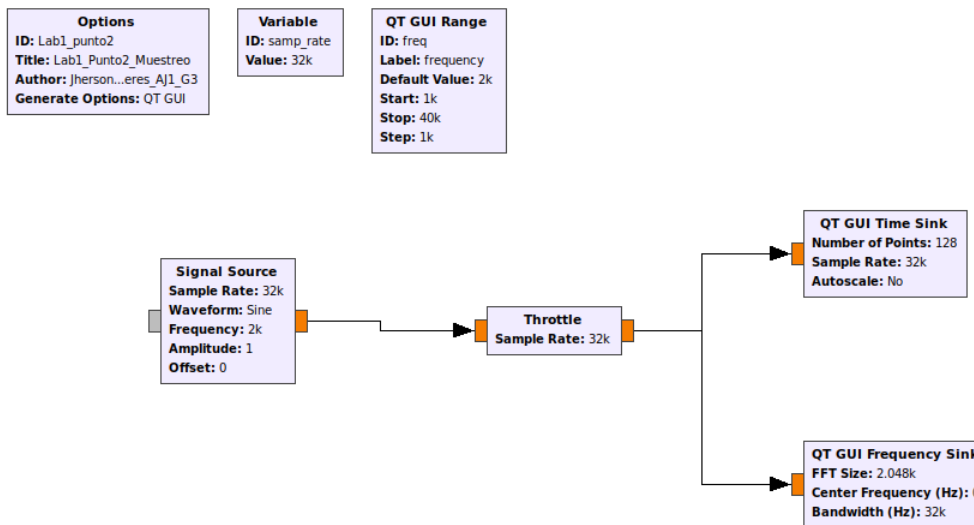 Options
ID: Lab1_punto2
Title: Lab1_Punto2_Muestreo
Author: Jherson...eres_AJ1_G3
Generate Options: QT GUI
Variable
ID: samp_rate
Value: 32k
QT GUI Range
ID: freq
Label: frequency
Default Value: 2k
Start: 1k
Stop: 40k
Step: 1k
Signal Source
Sample Rate: 32k
Waveform: Sine
Frequency: 2k
Amplitude: 1
Offset: 0
Throttle
Sample Rate: 32k
QT GUI Time Sink
Number of Points: 128
Sample Rate: 32k
Autoscale: No
QT GUI Frequency Sink
FFT Size: 2.048k
Center Frequency (Hz):
Bandwidth (Hz): 32k